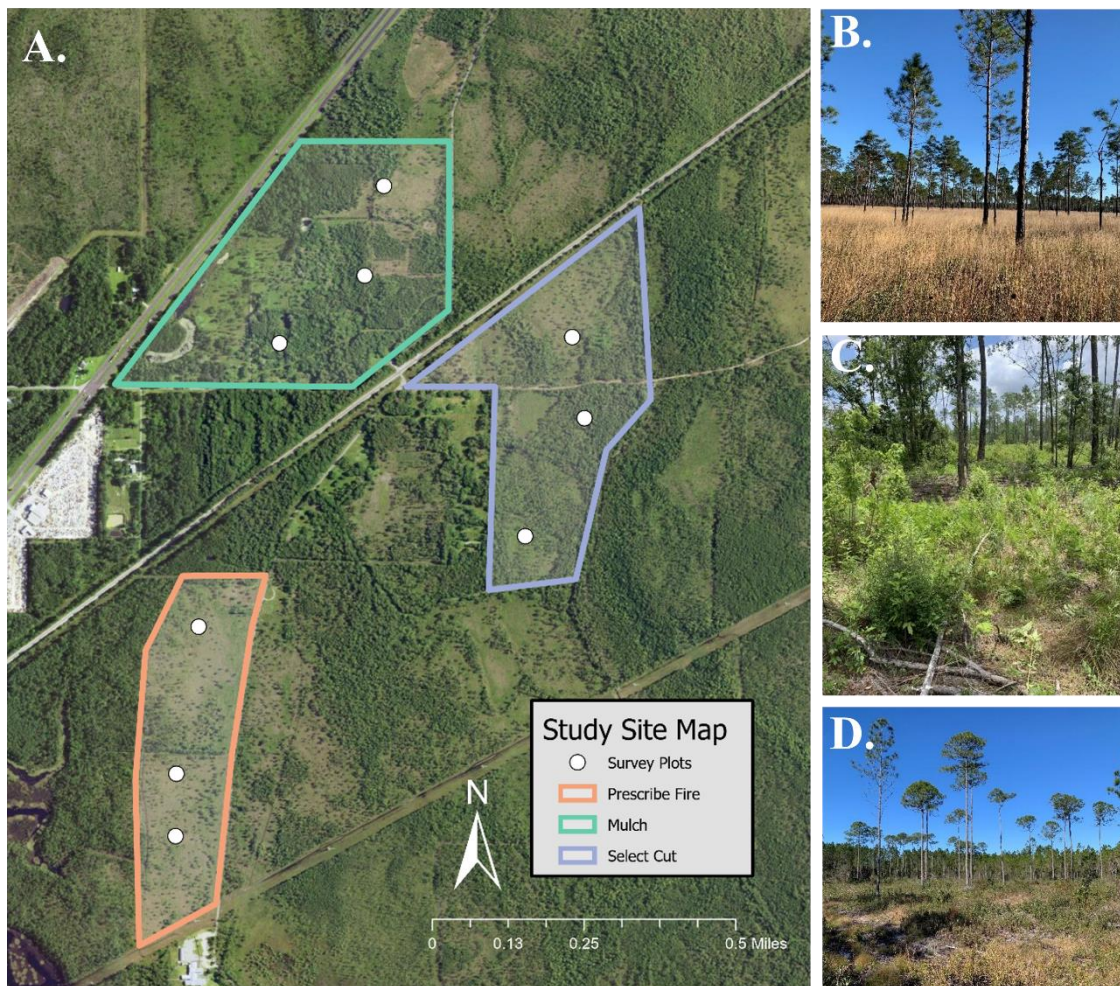 A.
B.
C.
D.
Study Site Map
Survey Plots
Prescribe Fire
Mulch
Select Cut
N
0 0.13 0.25 0.5 Miles